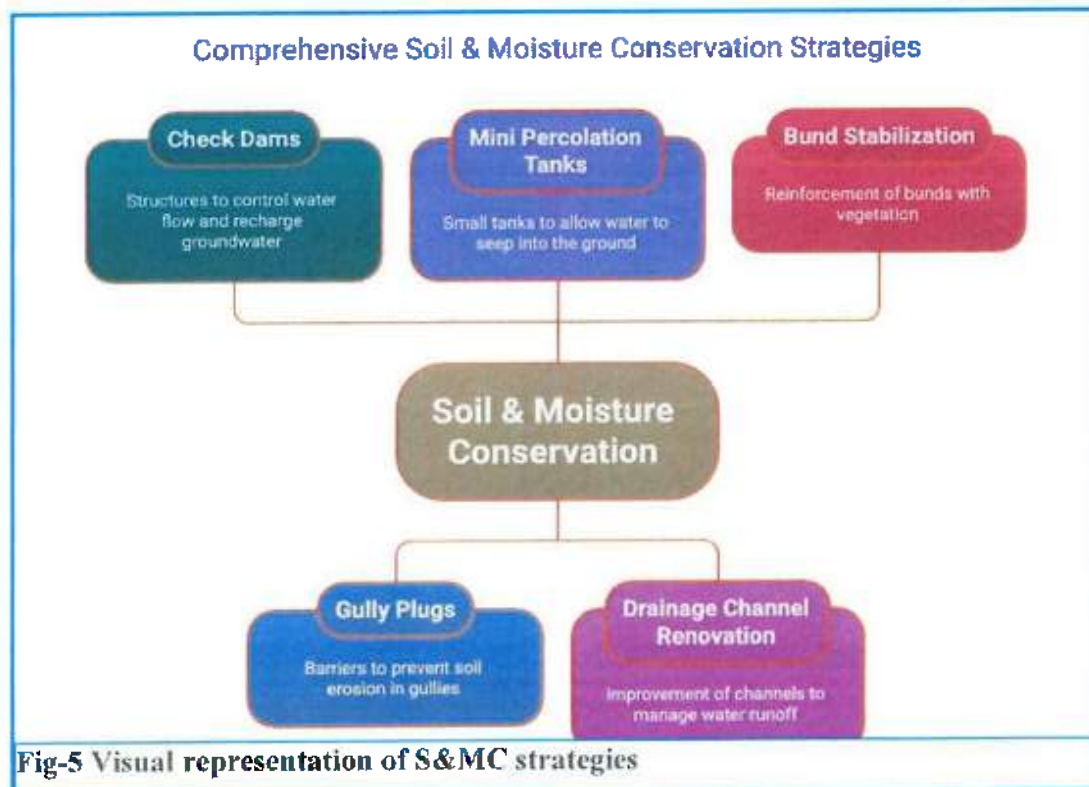 Comprehensive Soil & Moisture Conservation Strategies
Check Dams
Structures to control water
flow and recharge
groundwater
Mini Percolation
Tanks
Small tanks to allow water to
seep into the ground
Bund Stabilization
Reinforcement of bunds with
vegetation
Soil & Moisture
Conservation
Gully Plugs
Barriers to prevent soil
erosion in gullies
Drainage Channel
Renovation
Improvement of channels to
manage water runoff
Fig-5 Visual representation of S&MC strategies